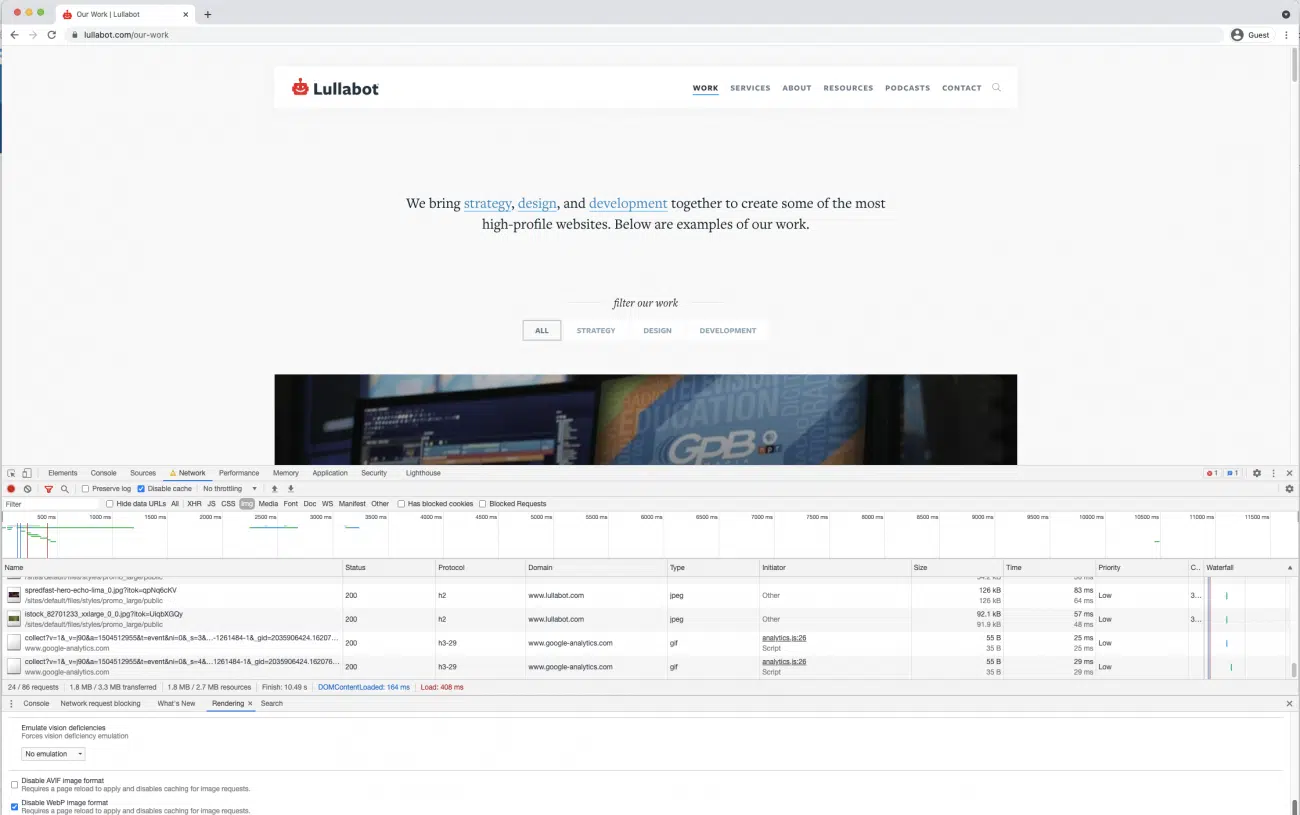 Our Work | Lullabot
lullabot.com/our-work
Guest
Lullabot
WORK SERVICES ABOUT RESOURCES PODCASTS CONTACT
We bring strategy, design, and development together to create some of the most
high-profile websites. Below are examples of our work.
filter our work
ALL STRATEGY DESIGN DEVELOPMENT
TELEVISION
EDUCATION
GPB
Elements Console Sources Network Performance Memory Application Security Lighthouse 1 1
Preserve log Disable cache No throttling
Filter Hide data URLs All XHR JS CSS Img Media Font Doc WS Manifest Other Has blocked cookies Blocked Requests
500 ms 1000 ms 1500 ms 2000 ms 2500 ms 3000 ms 3500 ms 4000 ms 4500 ms 5000 ms 5500 ms 6000 ms 6500 ms 7000 ms 7500 ms 8000 ms 8500 ms 9000 ms 9500 ms 10000 ms 10500 ms 11000 ms 11500 ms
Name Status Protocol Domain Type Initiator Size Time Priority C.. Waterfall
/sites/default/files/styles/promo_large/public
spredfast-hero-echo-lima_0.jpg?itok=qpNq6cKV 200 h2 www.lullabot.com jpeg Other 126 kB 83 ms Low 3...
/sites/default/files/styles/promo_large/public 126 kB 64 ms
istock_82701233_xxlarge_0_0.jpg?itok=UiqbXGQy 200 h2 www.lullabot.com jpeg Other 92.1 kB 57 ms Low 3...
/sites/default/files/styles/promo_large/public 91.9 kB 48 ms
collect?v=1&_v=j90&a=1504512955&t=event&ni=0&_s=3&...-1261484-1&_gid=2035906424.16207... 200 h3-29 www.google-analytics.com gif analytics.js:26 55 B 25 ms Low
www.google-analytics.com Script 35 B 25 ms
collect?v=1&_v=j90&a=1504512955&t=event&ni=0&_s=4&...1261484-1&_gid=2035906424.162076... 200 h3-29 www.google-analytics.com gif analytics.js:26 55 B 29 ms Low
www.google-analytics.com Script 35 B 29 ms
24 / 86 requests 1.8 MB / 3.3 MB transferred 1.8 MB / 2.7 MB resources Finish: 10.49 s DOMContentLoaded: 164 ms Load: 408 ms
Console Network request blocking What's New Rendering Search
Emulate vision deficiencies
Forces vision deficiency emulation
No emulation
Disable AVIF image format
Requires a page reload to apply and disables caching for image requests.
Disable WebP image format
Requires a page reload to apply and disables caching for image requests.